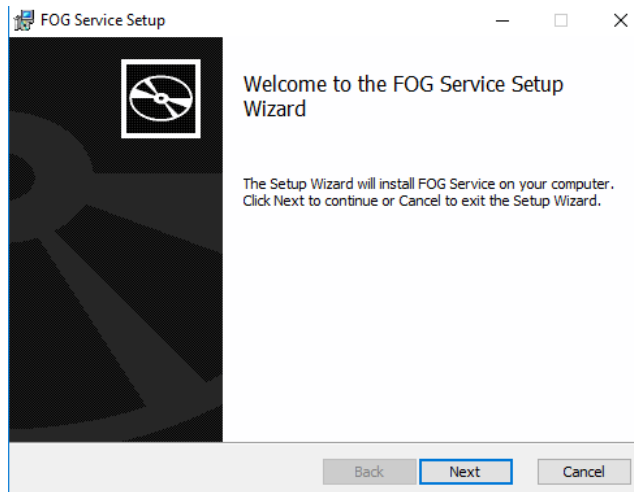 FOG Service Setup
Welcome to the FOG Service Setup
Wizard
The Setup Wizard will install FOG Service on your computer.
Click Next to continue or Cancel to exit the Setup Wizard.
Back Next Cancel